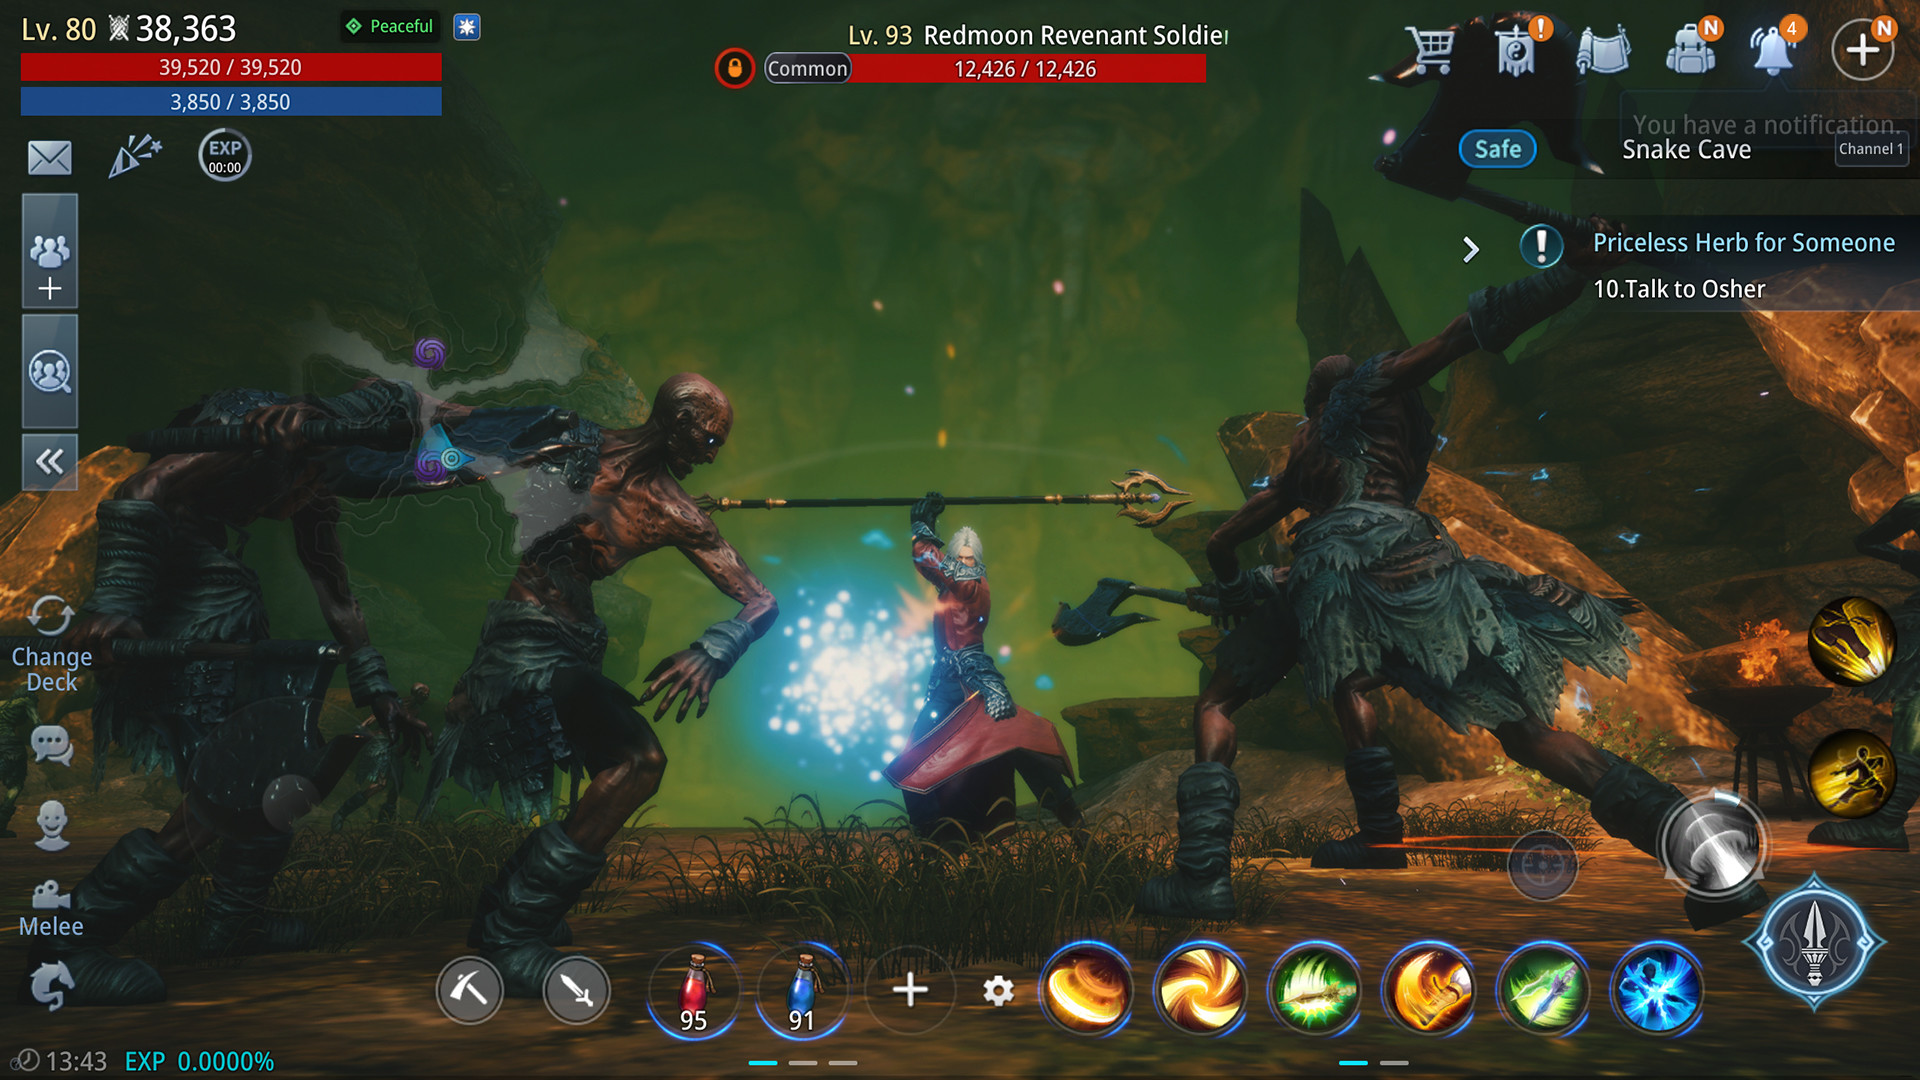 Lv. 80 38,363
Peaceful
39,520 / 39,520
3,850 / 3,850
EXP
00:00
Lv. 93 Redmoon Revenant Soldier
Common
12,426 / 12,426
!
N
4
N
You have a notification.
Safe
Snake Cave
Channel 1
Priceless Herb for Someone
10.Talk to Osher
Change
Deck
Melee
95
91
13:43 EXP 0.0000%